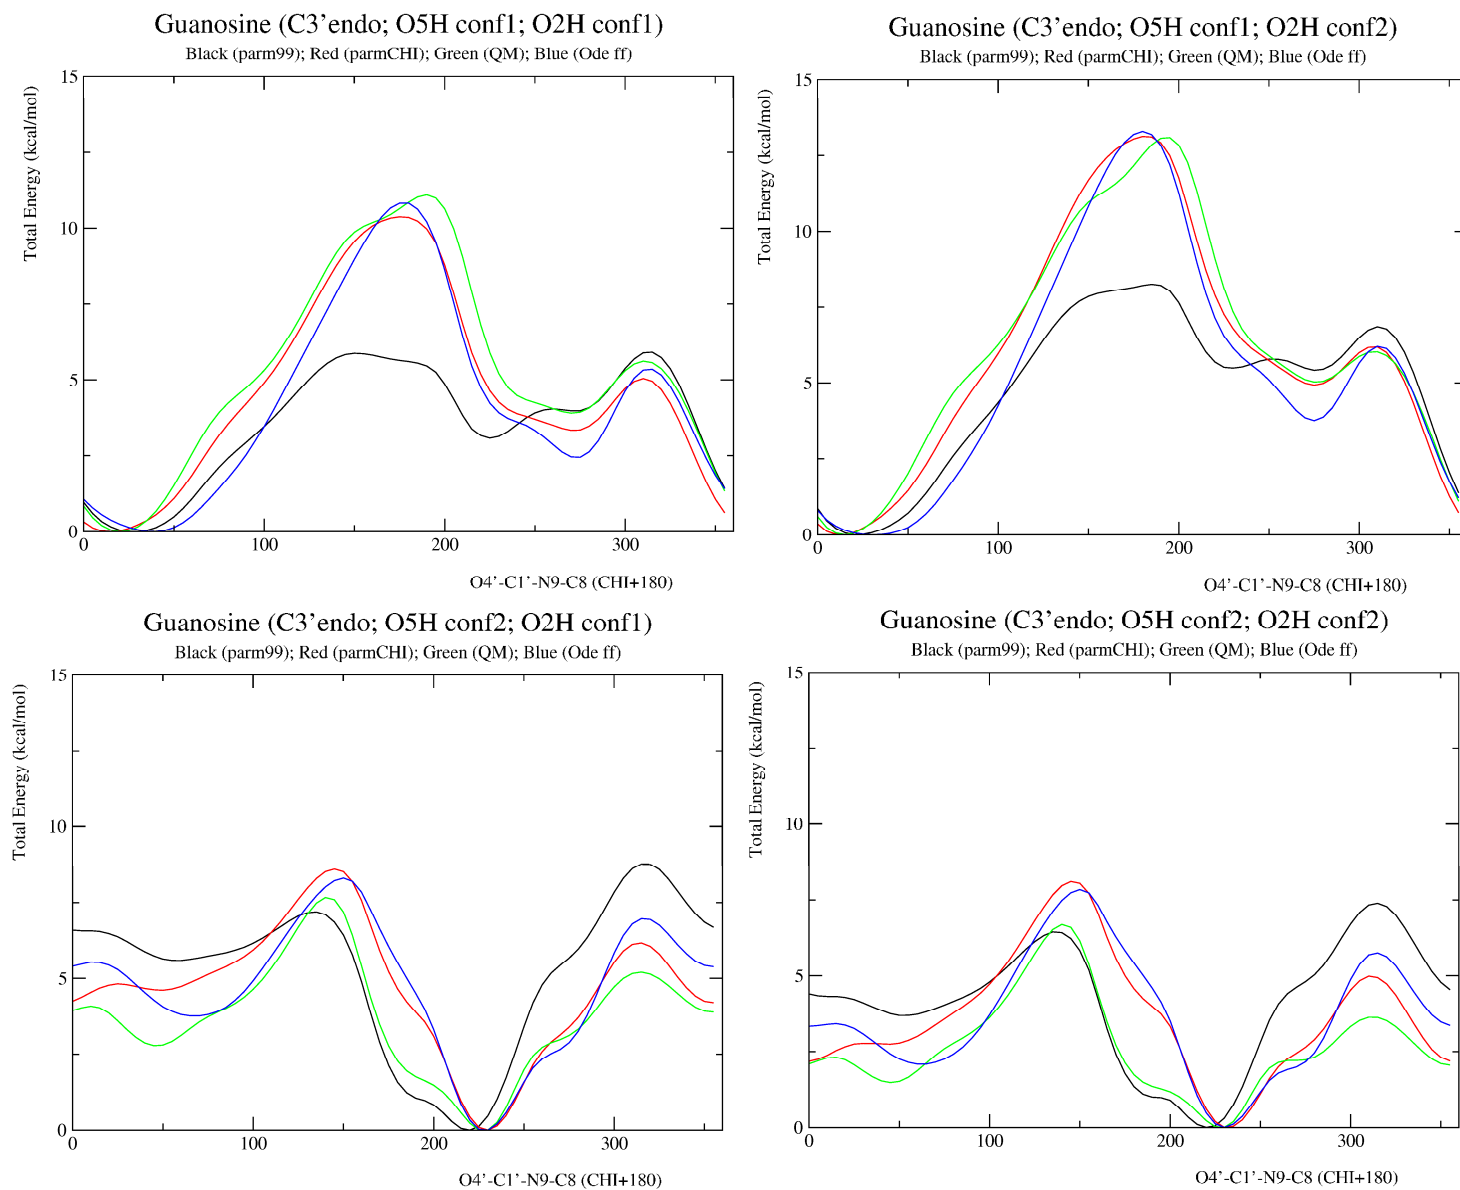 Guanosine (C3'endo; O5H conf1; O2H conf1)
Black (parm99); Red (parmCHI); Green (QM); Blue (Ode ff)
Total Energy (kcal/mol)
15
10
5
0
0
100
200
300
O4'-C1'-N9-C8 (CHI+180)
Guanosine (C3'endo; O5H conf1; O2H conf2)
Black (parm99); Red (parmCHI); Green (QM); Blue (Ode ff)
Total Energy (kcal/mol)
15
10
5
0
0
100
200
300
O4'-C1'-N9-C8 (CHI+180)
Guanosine (C3'endo; O5H conf2; O2H conf1)
Black (parm99); Red (parmCHI); Green (QM); Blue (Ode ff)
Total Energy (kcal/mol)
15
10
5
0
0
100
200
300
O4'-C1'-N9-C8 (CHI+180)
Guanosine (C3'endo; O5H conf2; O2H conf2)
Black (parm99); Red (parmCHI); Green (QM); Blue (Ode ff)
Total Energy (kcal/mol)
15
10
5
0
0
100
200
300
O4'-C1'-N9-C8 (CHI+180)